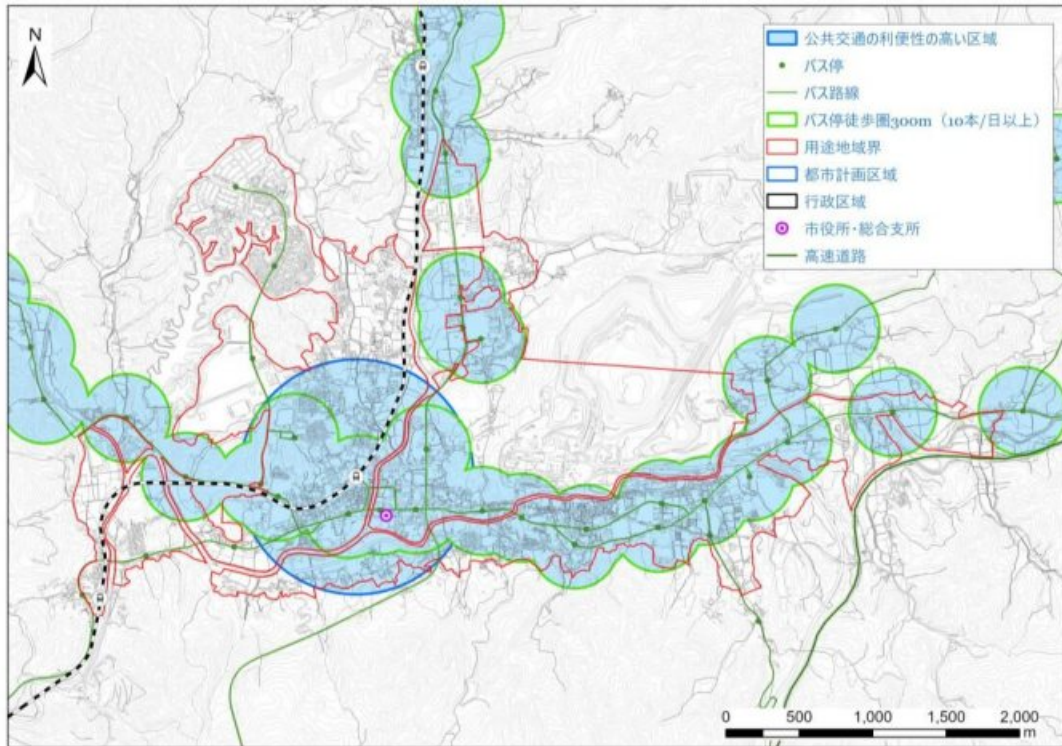 N
公共交通の利便性の高い区域
バス停
バス路線
バス停徒歩圏300m（10本/日以上）
用途地域界
都市計画区域
行政区域
市役所・総合支所
高速道路
0 500 1,000 1,500 2,000
m